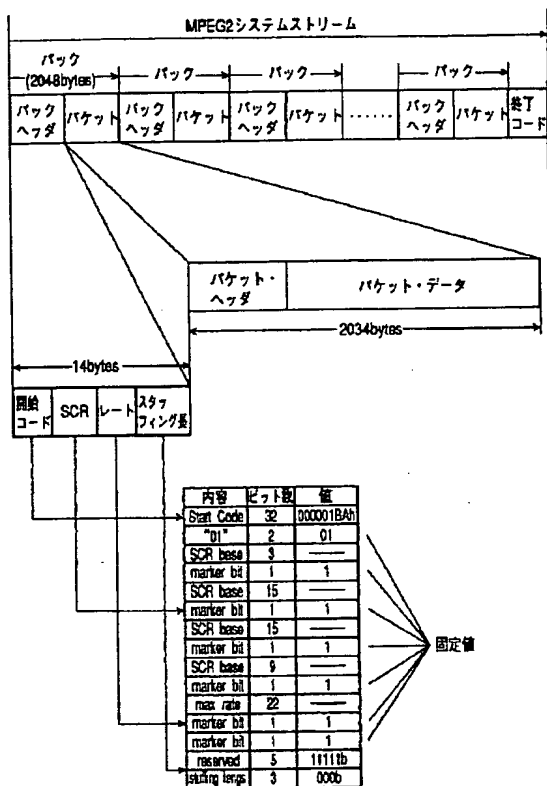 MPEG2システムストリーム
パック
(2048bytes)
パック
パック
パック
パック
ヘッダ
パケット
パック
ヘッダ
パケット
パック
ヘッダ
パケット
......
パック
ヘッダ
パケット
終了
コード
パケット・
ヘッダ
パケット・データ
2034bytes
14bytes
開始
コード
SCR
レート
スタッ
フィング長
内容 ビット数 値
Start Code 32 000001BAh
"01" 2 01
SCR base 3 ——
marker bit 1 1
SCR base 15 ——
marker bit 1 1
SCR base 15 ——
marker bit 1 1
SCR base 9 ——
marker bit 1 1
max rate 22 ——
marker bit 1 1
marker bit 1 1
reserved 5 11111b
stuffing lengs 3 000b
固定値